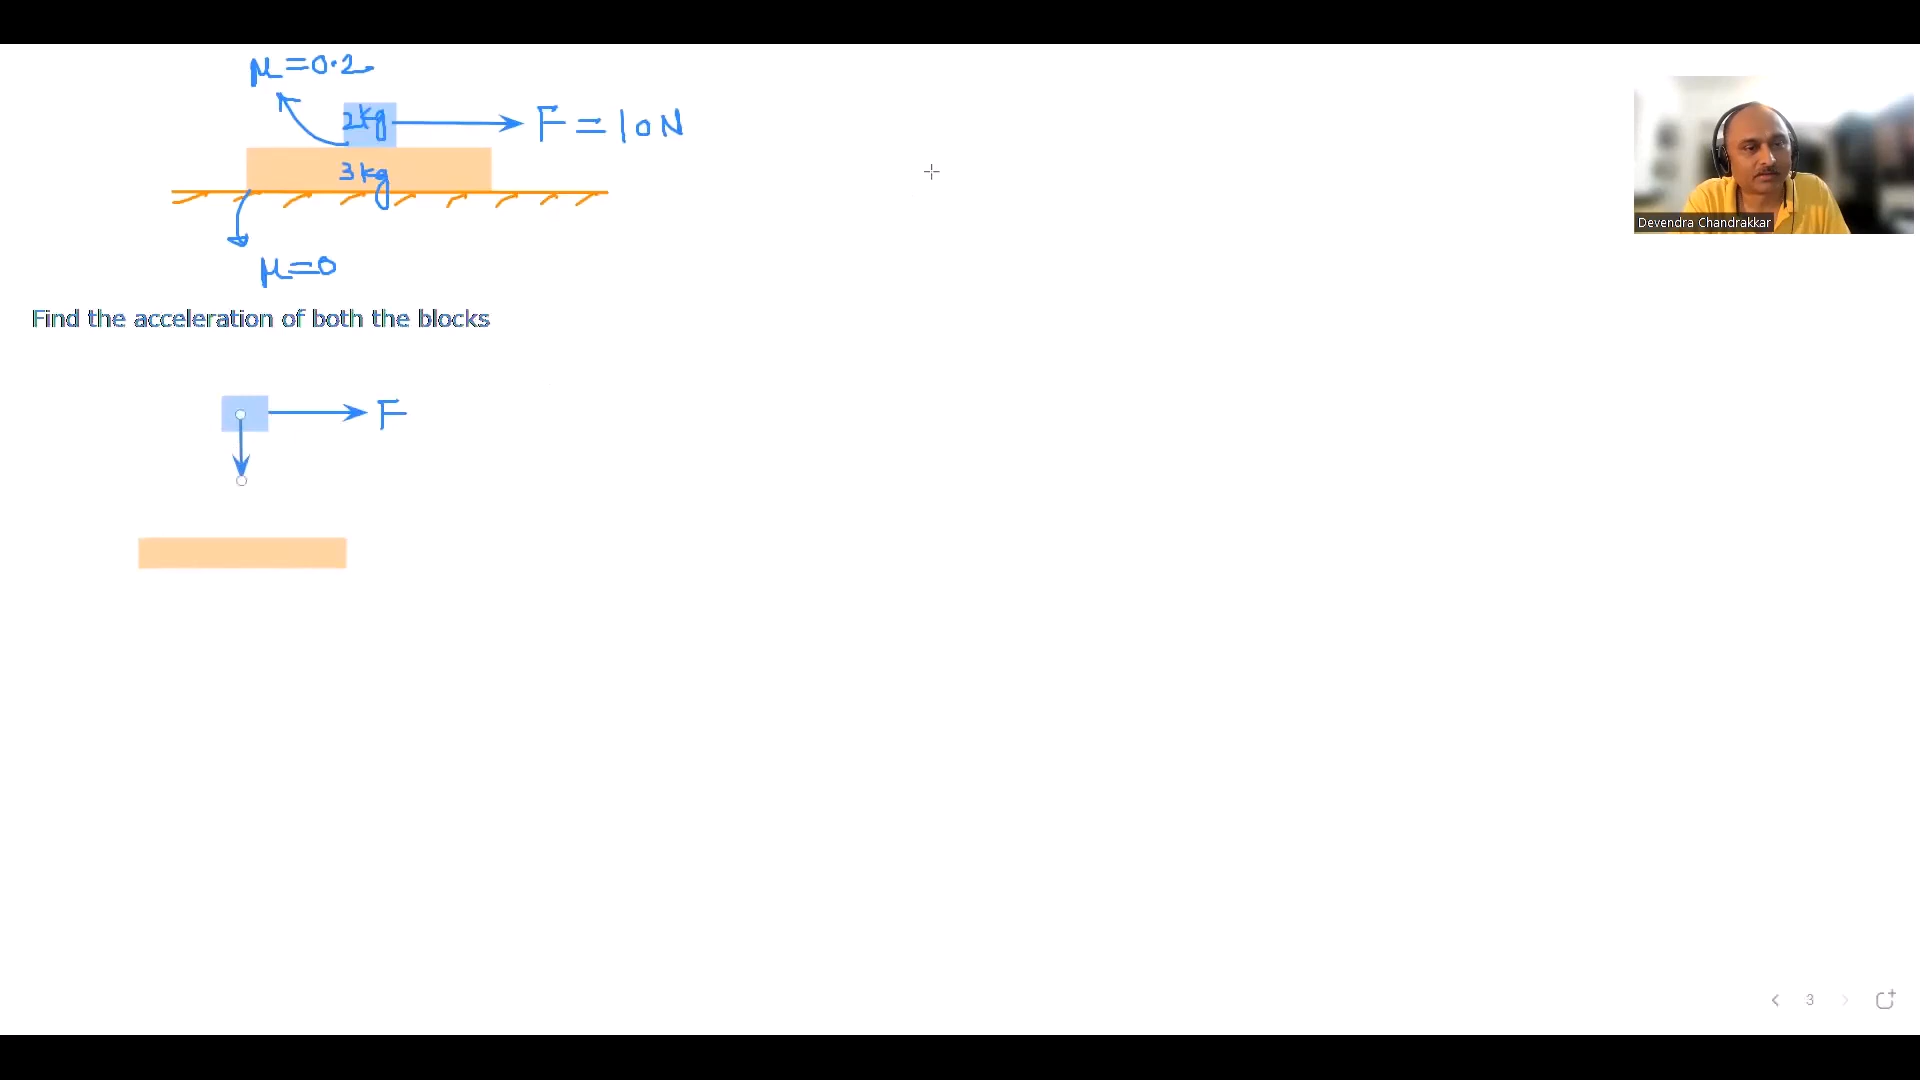 μ=0.2
2kg
F = 10N
3kg
Devendra Chandrakkar
μ=0
Find the acceleration of both the blocks
F
3